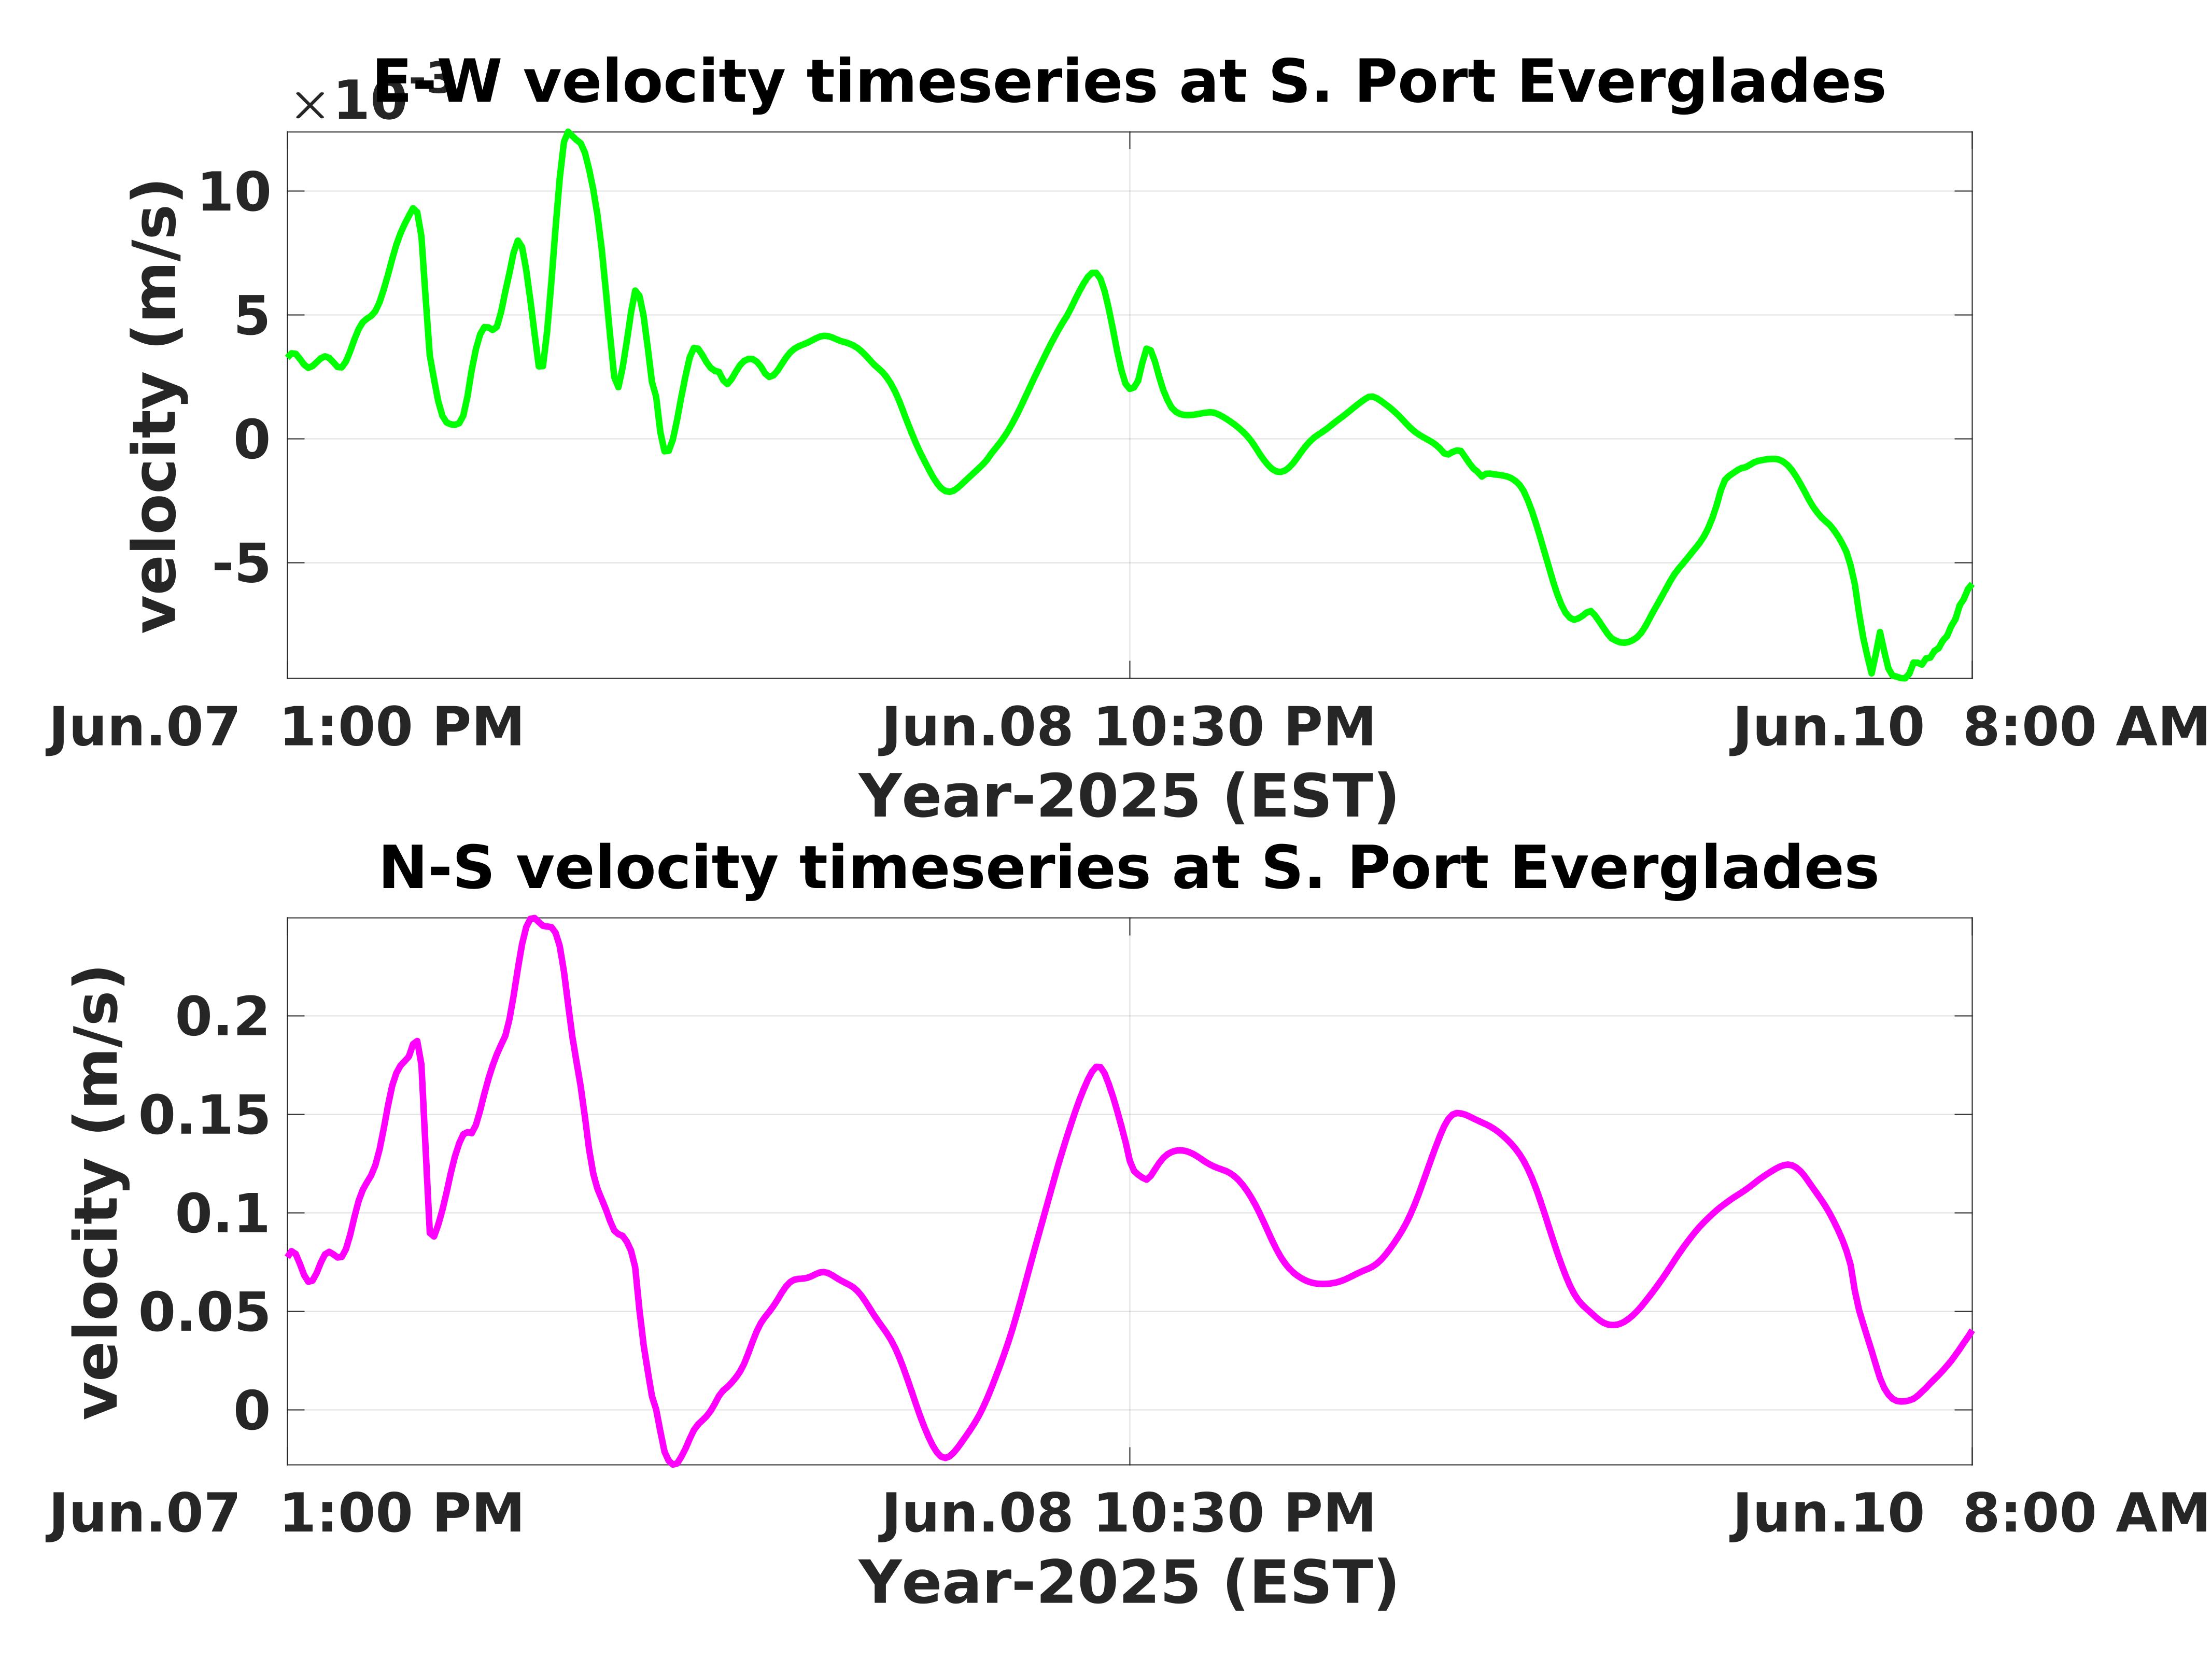 E-W velocity timeseries at S. Port Everglades
×10-3
velocity (m/s)
10
5
0
-5
Jun.07 1:00 PM Jun.08 10:30 PM Jun.10 8:00 AM
Year-2025 (EST)
N-S velocity timeseries at S. Port Everglades
velocity (m/s)
0.2
0.15
0.1
0.05
0
Jun.07 1:00 PM Jun.08 10:30 PM Jun.10 8:00 AM
Year-2025 (EST)